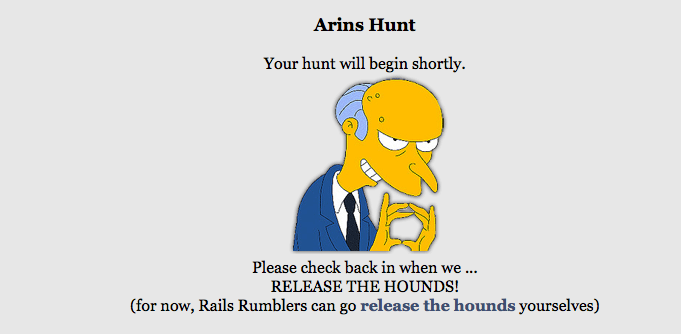 Arins Hunt
Your hunt will begin shortly.
Please check back in when we ...
RELEASE THE HOUNDS!
(for now, Rails Rumblers can go release the hounds yourselves)